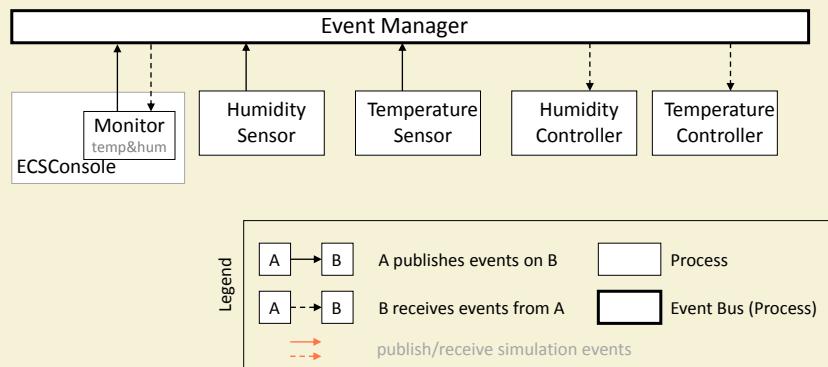 Event Manager
Monitor
temp&hum
ECSConsole
Humidity
Sensor
Temperature
Sensor
Humidity
Controller
Temperature
Controller
Legend
A B A publishes events on B Process
A B B receives events from A Event Bus (Process)
publish/receive simulation events